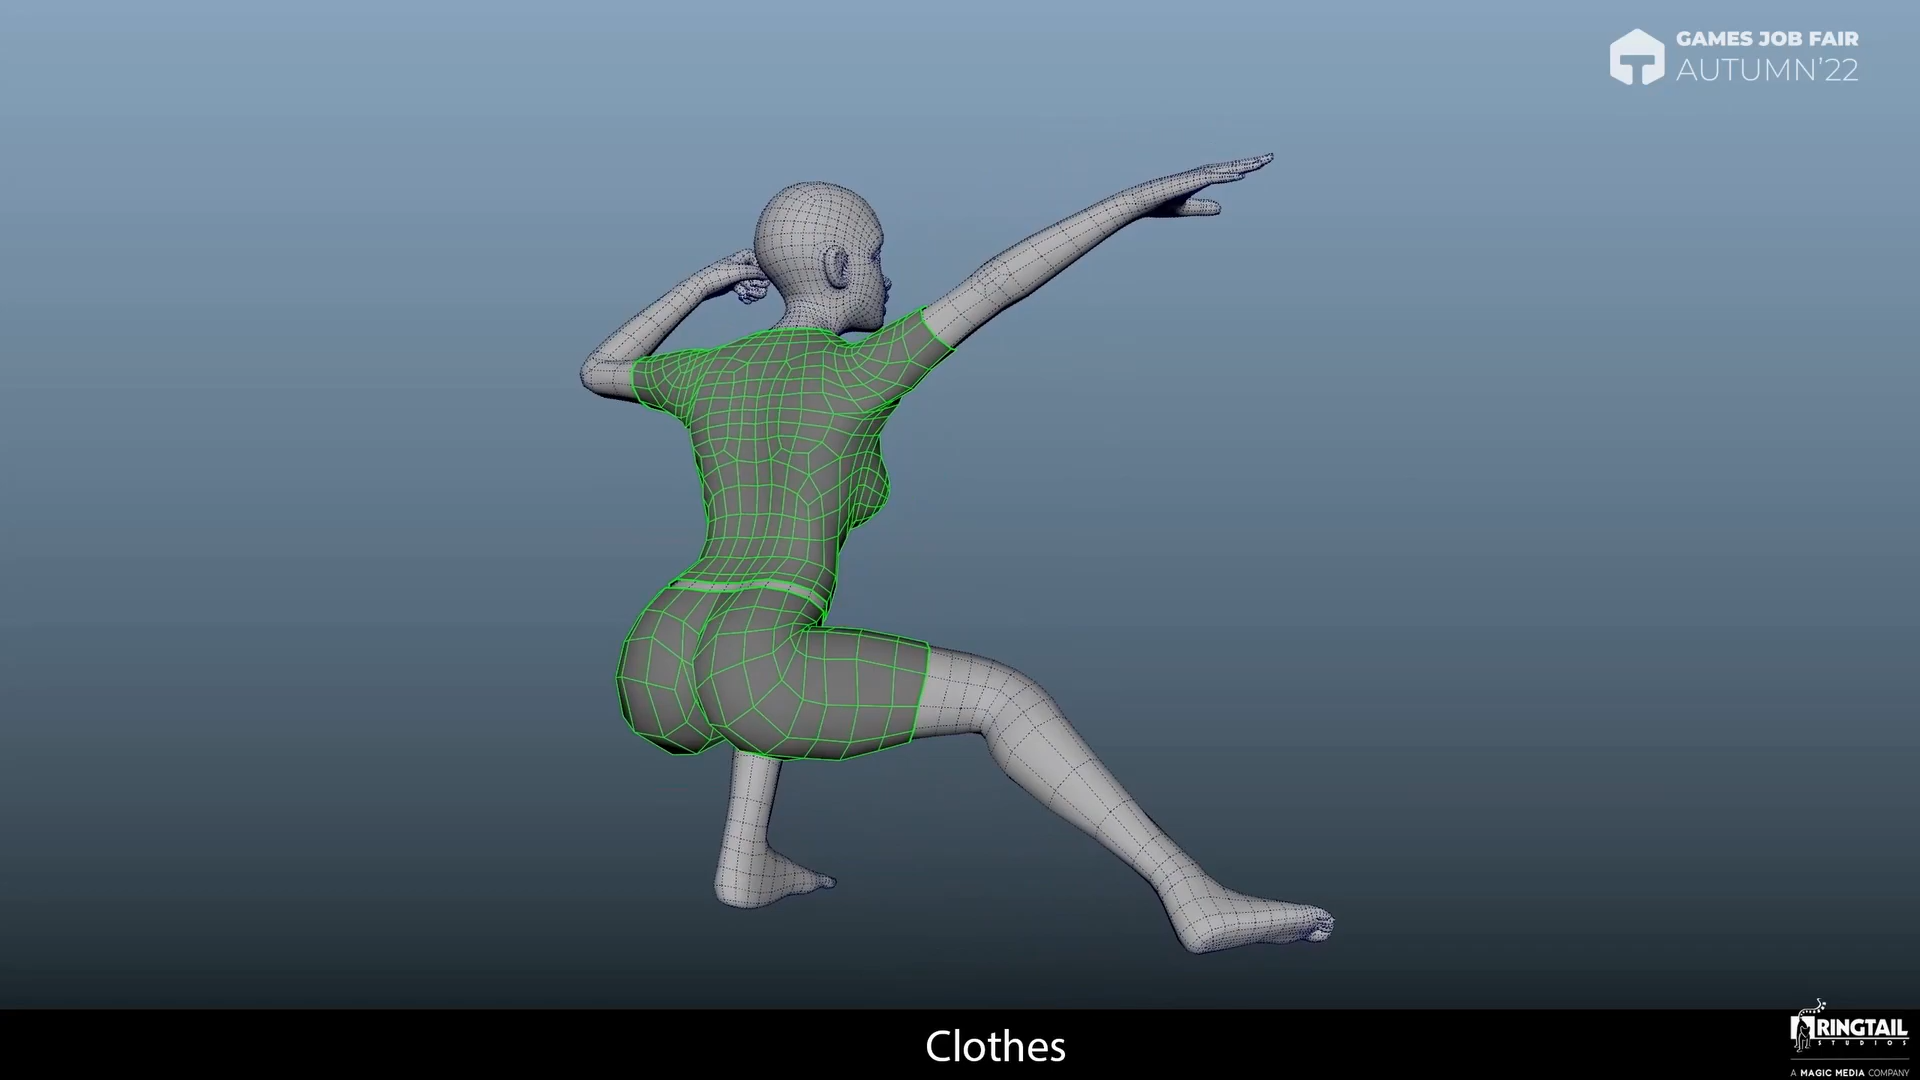 GAMES JOB FAIR
AUTUMN'22
Clothes
RINGTAIL
STUDIOS
A MAGIC MEDIA COMPANY